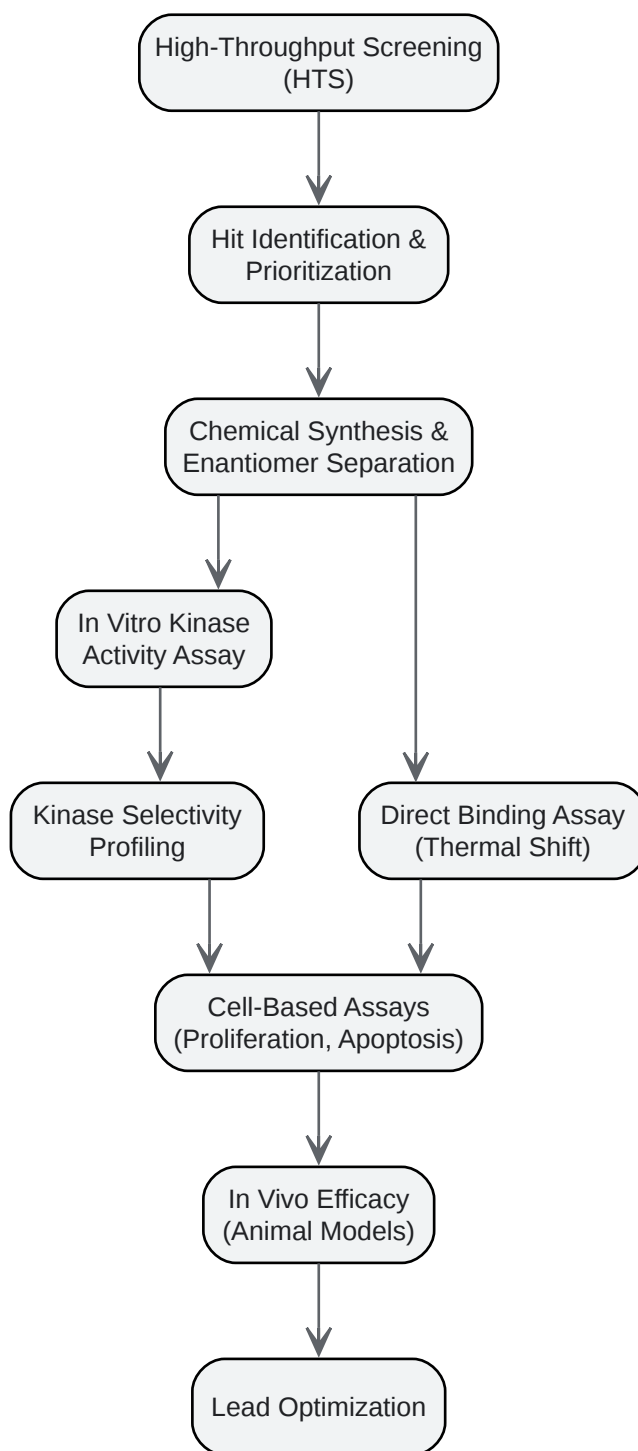 High-Throughput Screening
(HTS)
Hit Identification &
Prioritization
Chemical Synthesis &
Enantiomer Separation
In Vitro Kinase
Activity Assay
Kinase Selectivity
Profiling
Direct Binding Assay
(Thermal Shift)
Cell-Based Assays
(Proliferation, Apoptosis)
In Vivo Efficacy
(Animal Models)
Lead Optimization